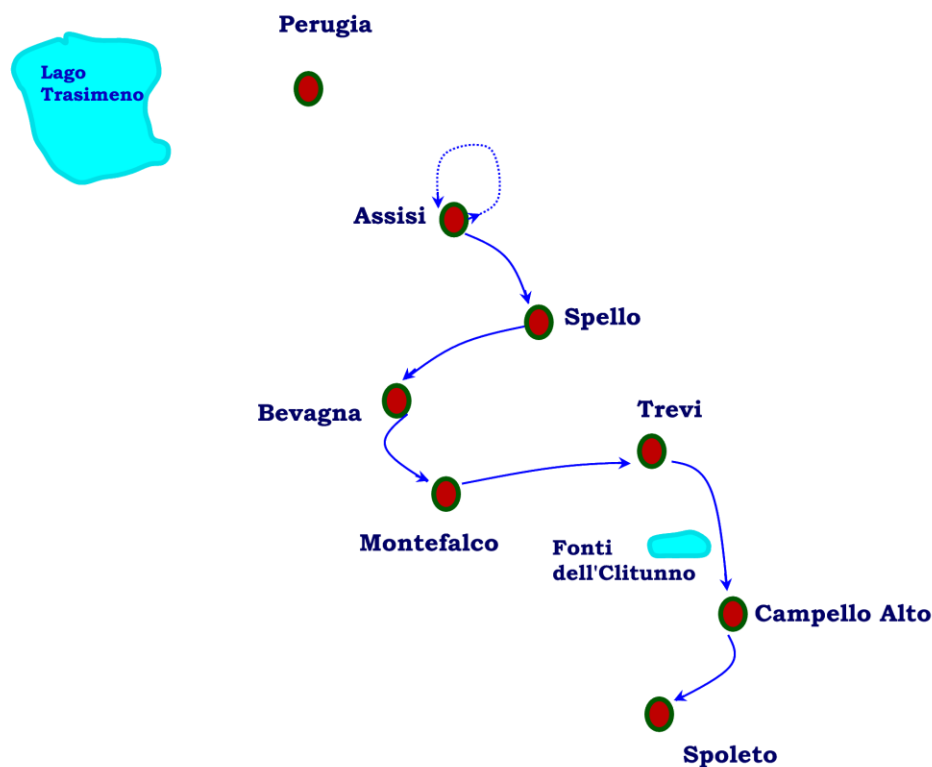 Perugia
Lago
Trasimeno
Assisi
Spello
Bevagna
Trevi
Montefalco
Fonti
dell'Clitunno
Campello Alto
Spoleto